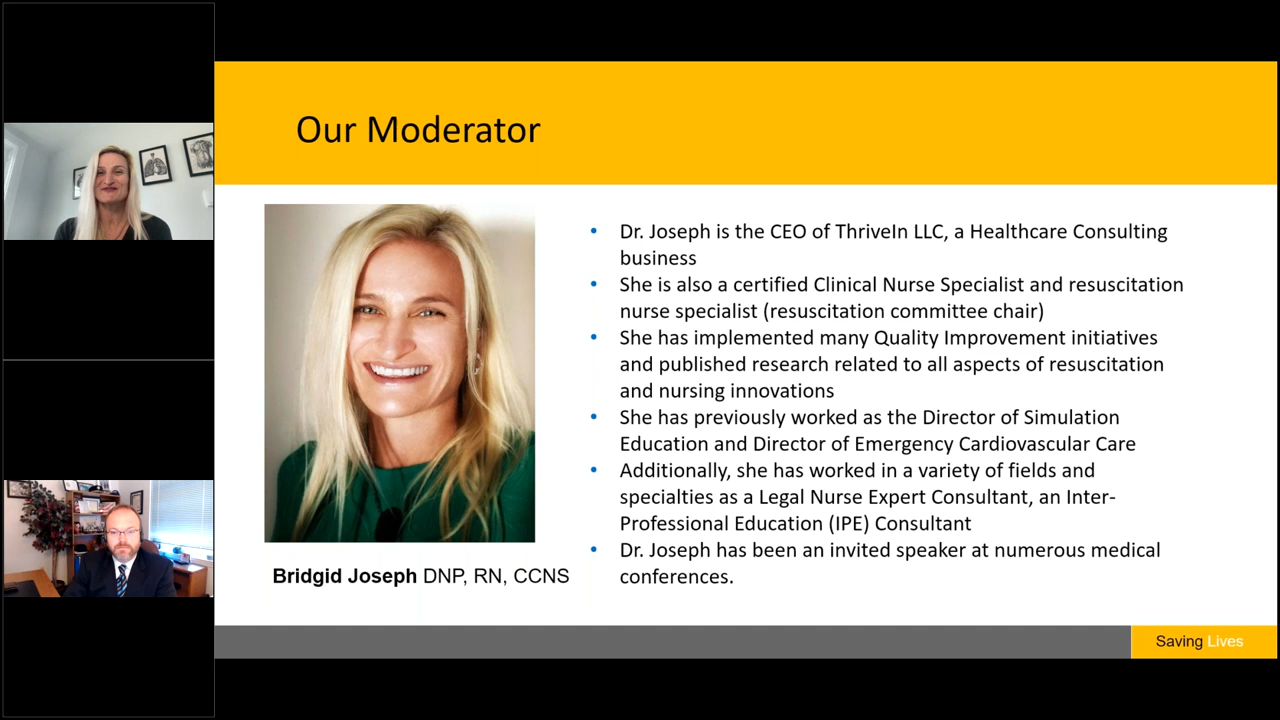 Our Moderator
Dr. Joseph is the CEO of ThriveIn LLC, a Healthcare Consulting
business
She is also a certified Clinical Nurse Specialist and resuscitation
nurse specialist (resuscitation committee chair)
She has implemented many Quality Improvement initiatives
and published research related to all aspects of resuscitation
and nursing innovations
She has previously worked as the Director of Simulation
Education and Director of Emergency Cardiovascular Care
Additionally, she has worked in a variety of fields and
specialties as a Legal Nurse Expert Consultant, an Inter-
Professional Education (IPE) Consultant
Dr. Joseph has been an invited speaker at numerous medical
conferences.
Bridgid Joseph DNP, RN, CCNS
Saving Lives